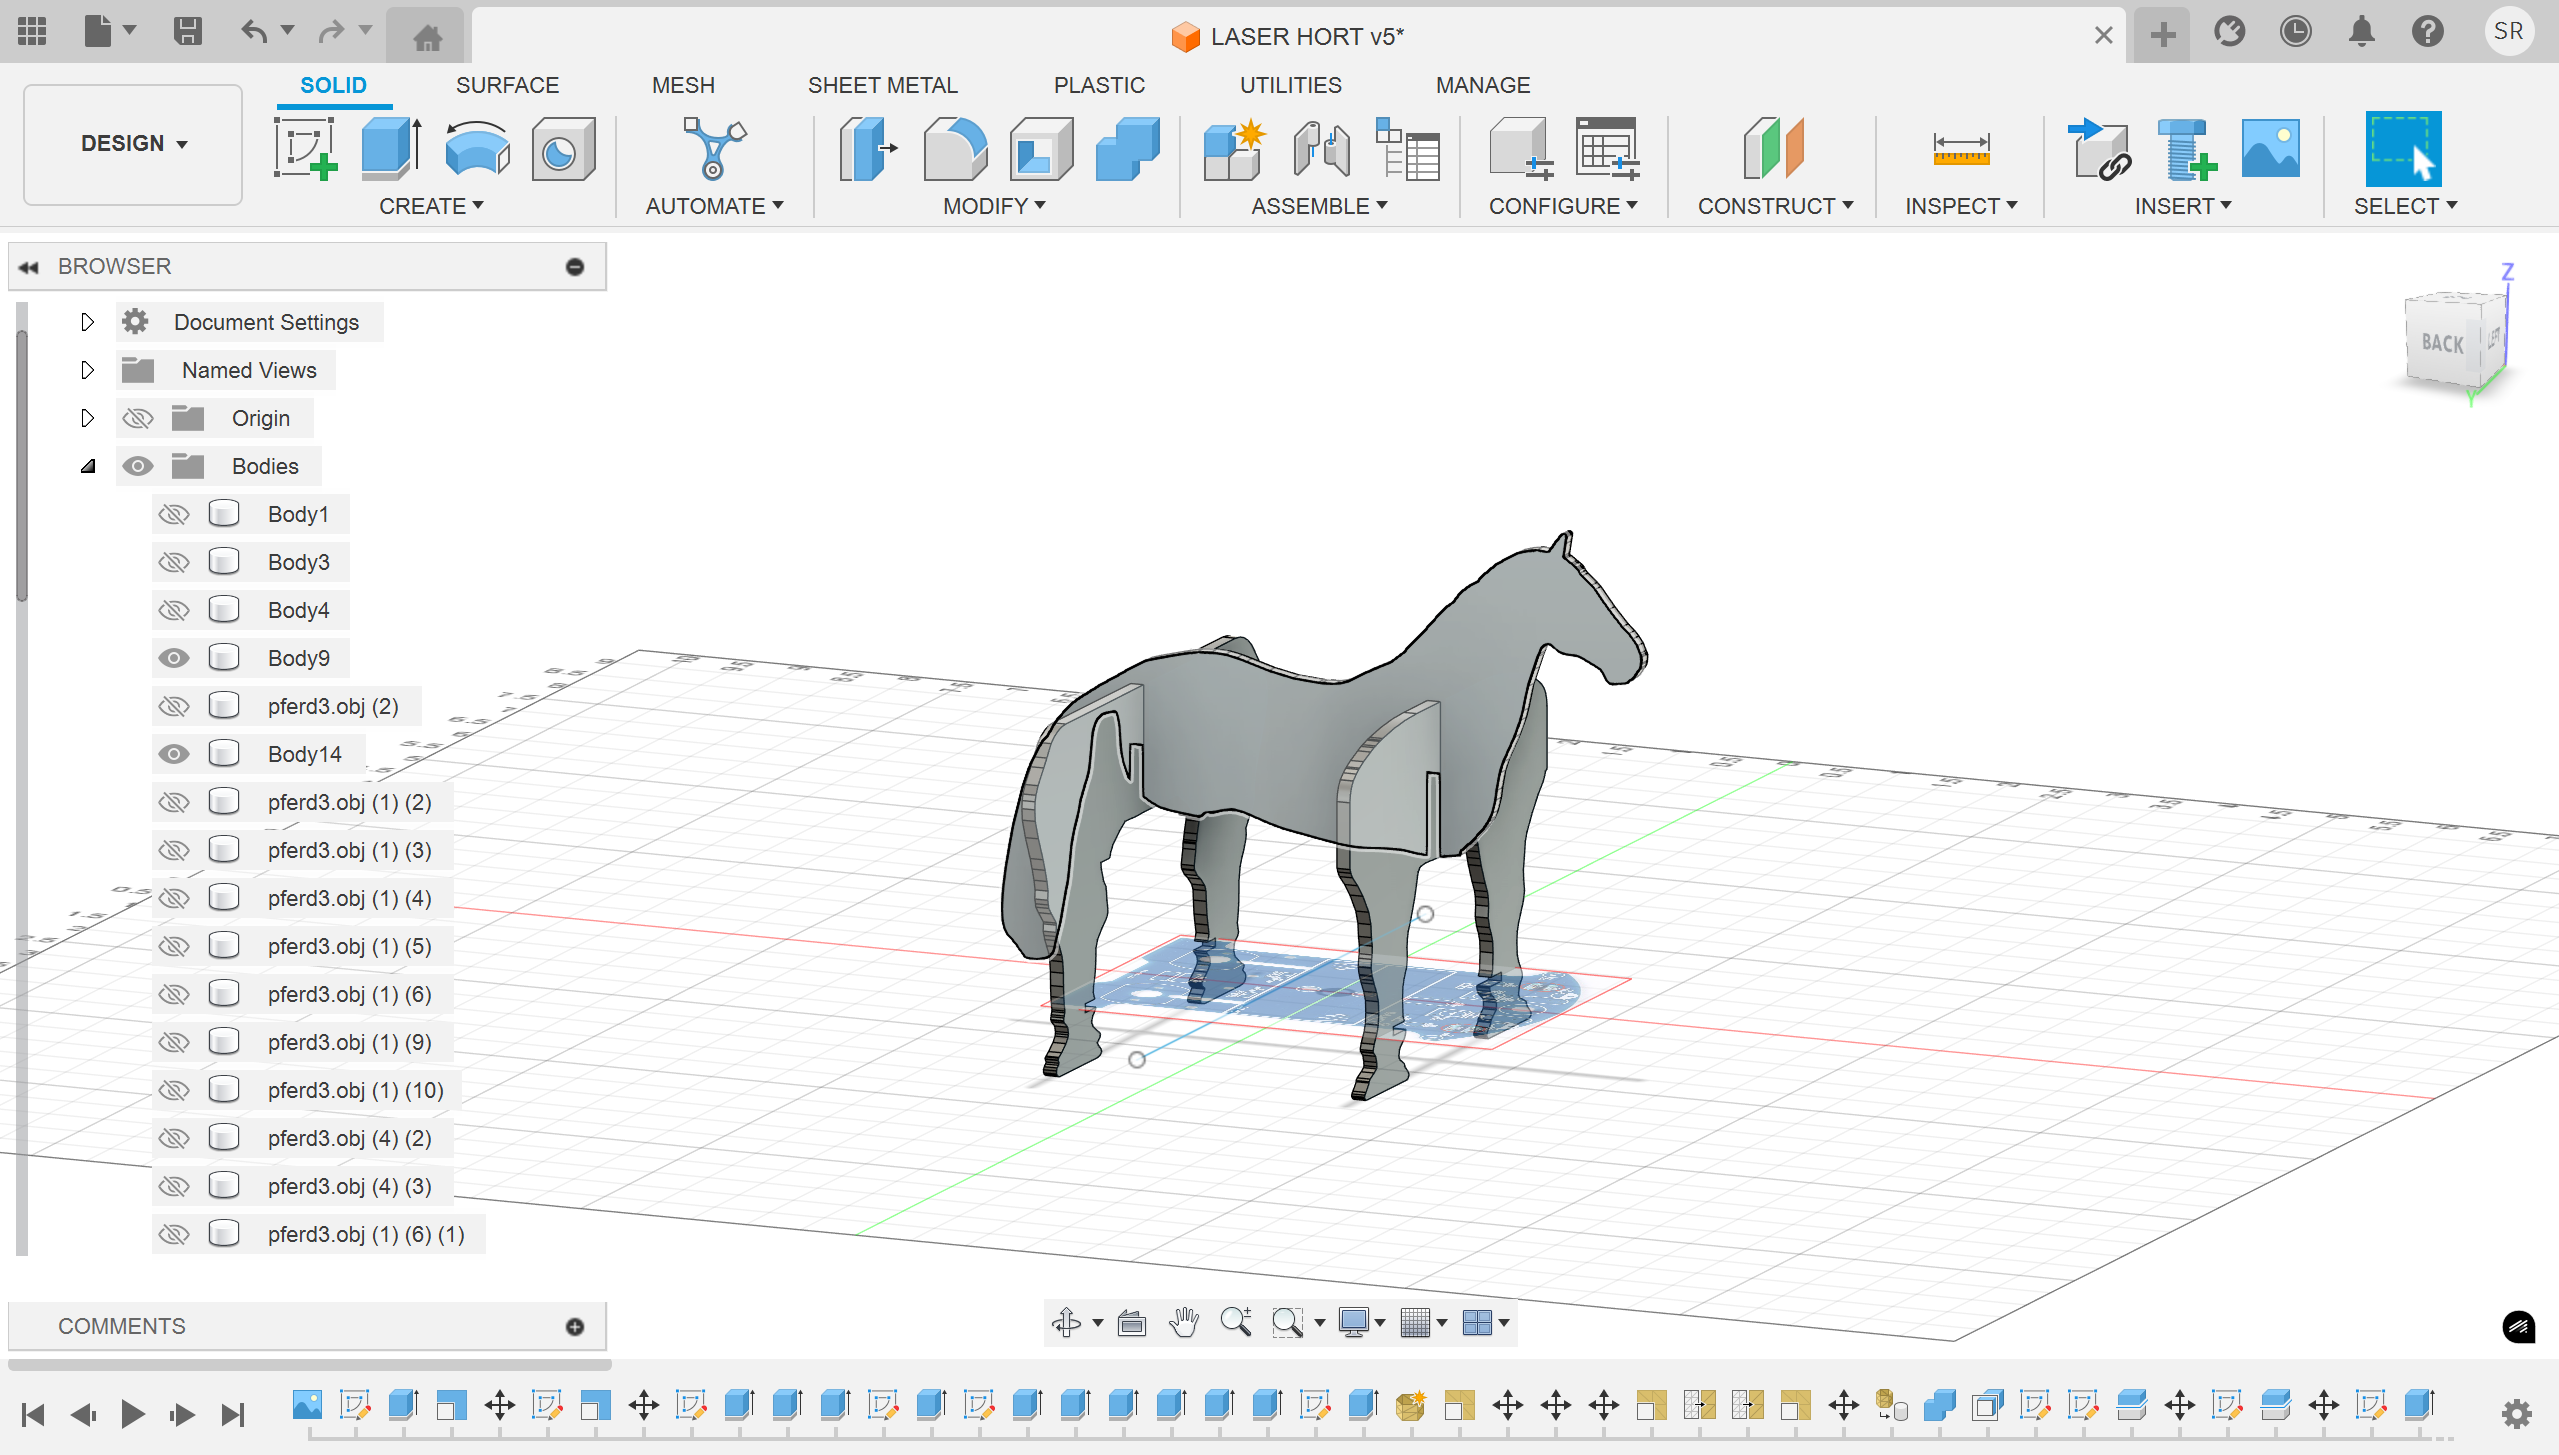 LASER HORT v5*
SR
SOLID
SURFACE
MESH
SHEET METAL
PLASTIC
UTILITIES
MANAGE
DESIGN
CREATE
AUTOMATE
MODIFY
ASSEMBLE
CONFIGURE
CONSTRUCT
INSPECT
INSERT
SELECT
BROWSER
Document Settings
Named Views
Origin
Bodies
Body1
Body3
Body4
Body9
pferd3.obj (2)
Body14
pferd3.obj (1) (2)
pferd3.obj (1) (3)
pferd3.obj (1) (4)
pferd3.obj (1) (5)
pferd3.obj (1) (6)
pferd3.obj (1) (9)
pferd3.obj (1) (10)
pferd3.obj (4) (2)
pferd3.obj (4) (3)
pferd3.obj (1) (6) (1)
Z
BACK
LEFT
Y
COMMENTS